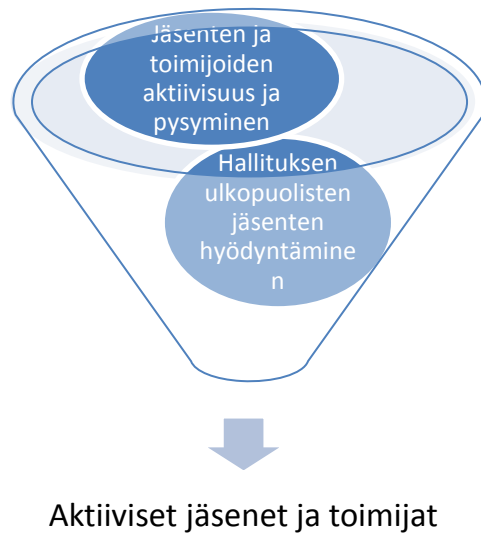 Jäsenten ja
toimijoiden
aktiivisuus ja
pysyminen
Hallituksen
ulkopuolisten
jäsenten
hyödyntämine
n
Aktiiviset jäsenet ja toimijat